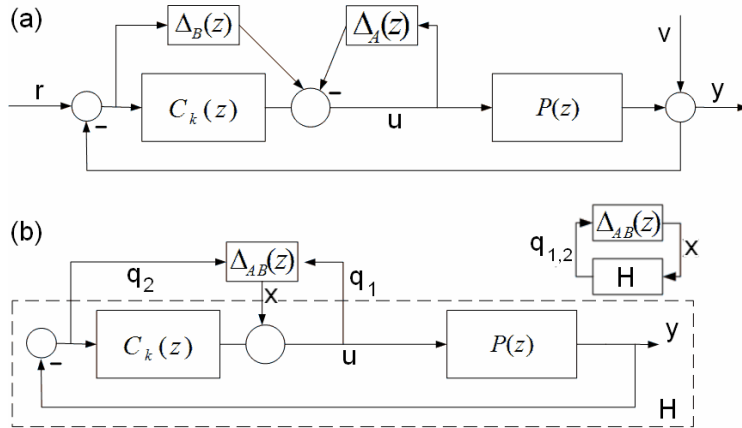 (a)
Δ_B(z)
Δ_A(z)
v
r
C_k(z)
P(z)
y
-
-
u
(b)
Δ_AB(z)
q_1,2
x
H
Δ_AB(z)
q_2
q_1
x
C_k(z)
P(z)
y
-
u
H